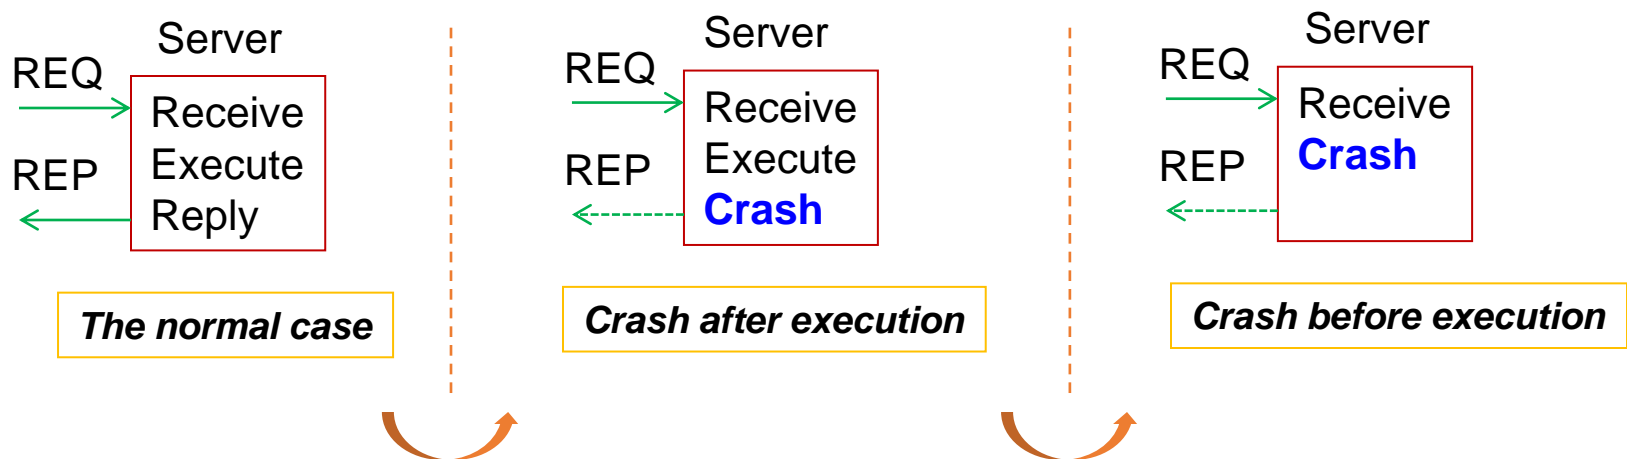 Server
REQ
Receive
Execute
REP
Reply
The normal case
Server
REQ
Receive
Execute
REP
Crash
Crash after execution
Server
REQ
Receive
Crash
REP
Crash before execution